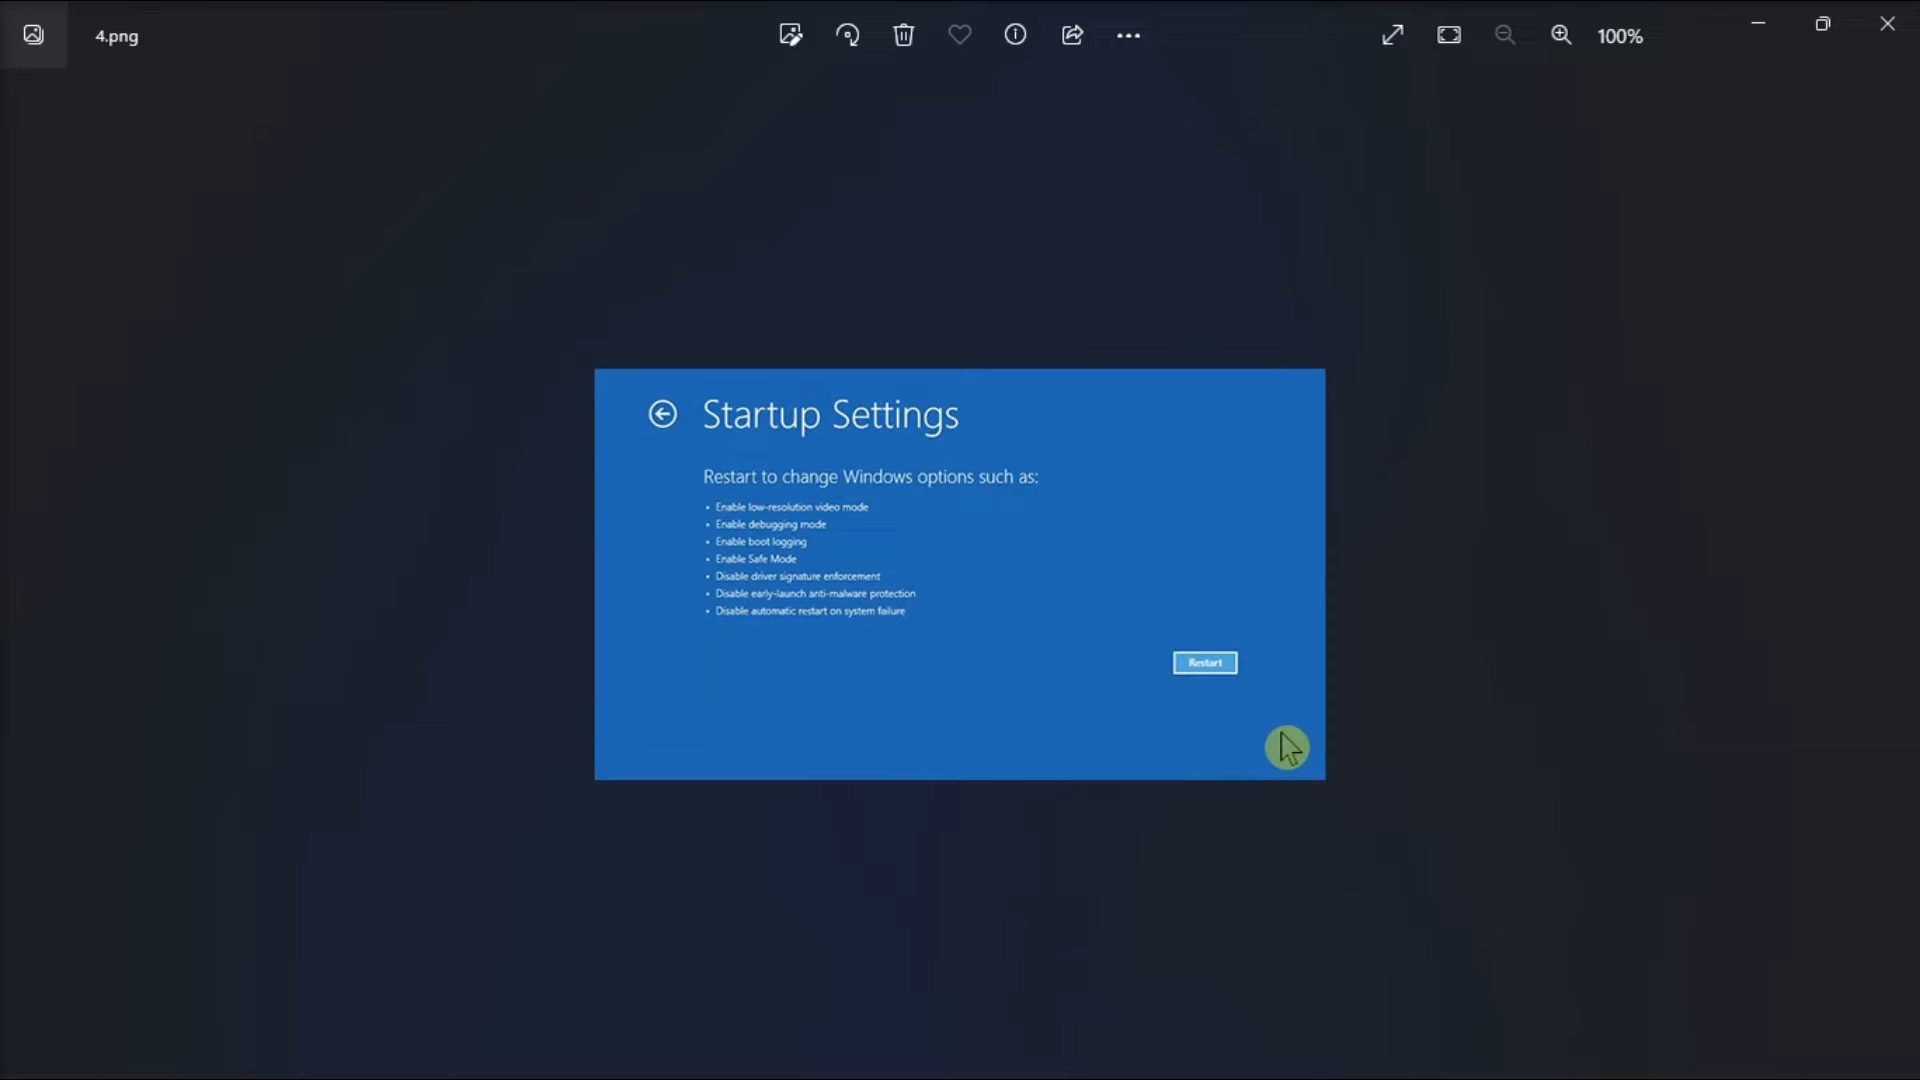 4.png
100%
Startup Settings
Restart to change Windows options such as:
• Enable low-resolution video mode
• Enable debugging mode
• Enable boot logging
• Enable Safe Mode
• Disable driver signature enforcement
• Disable early-launch anti-malware protection
• Disable automatic restart on system failure
Restart